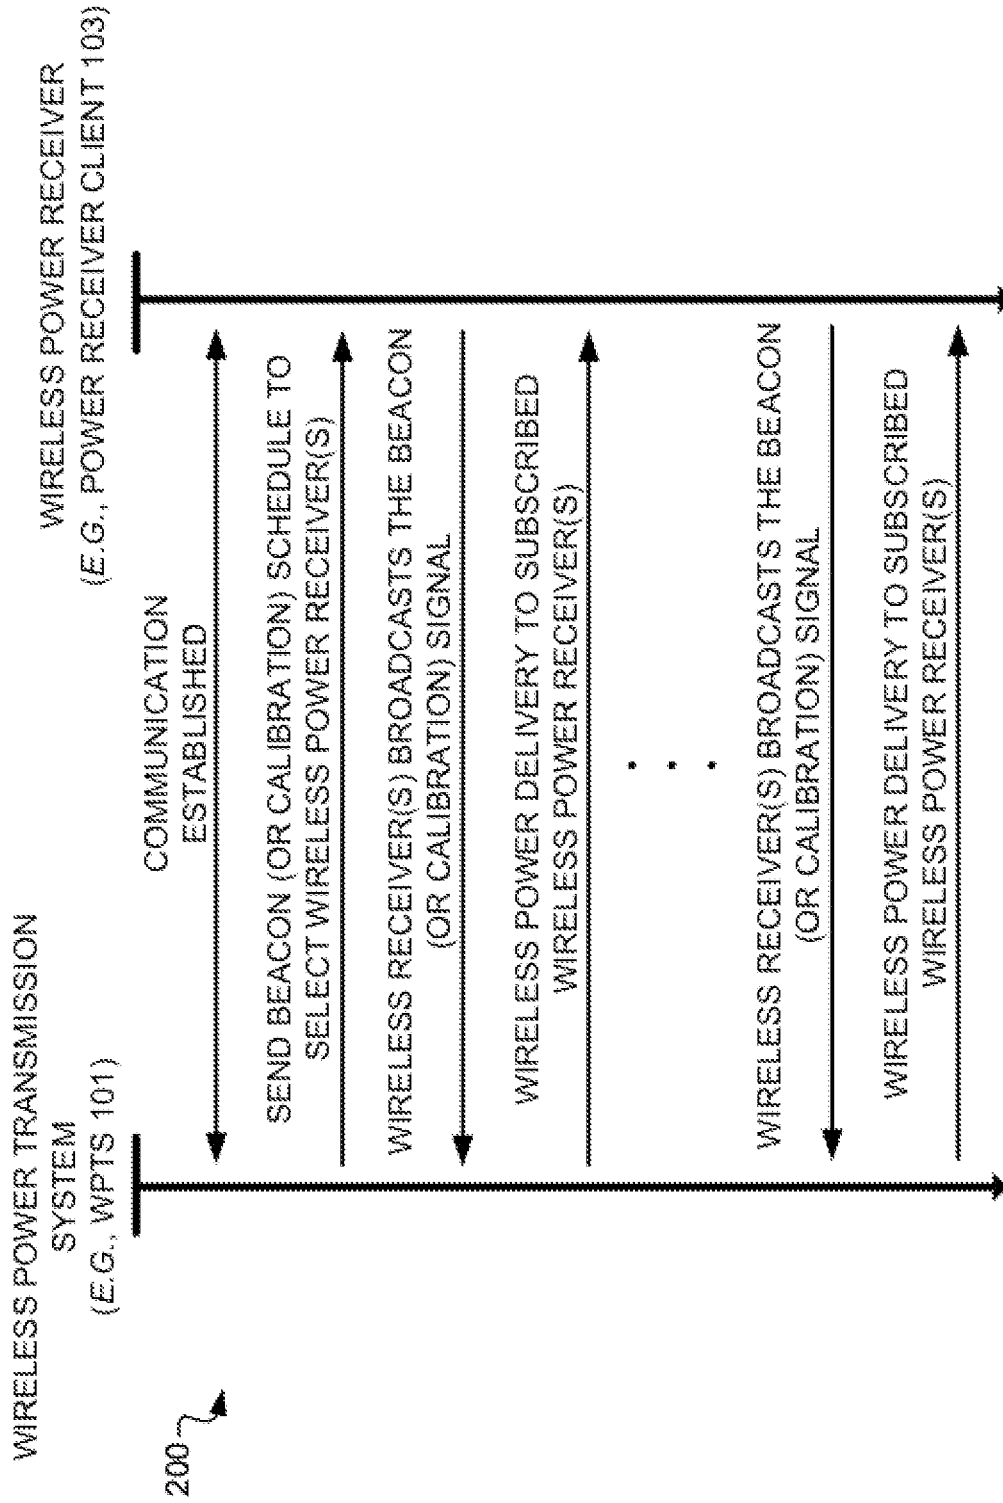 WIRELESS POWER TRANSMISSION
SYSTEM
(E.G., WPTS 101)
WIRELESS POWER RECEIVER
(E.G., POWER RECEIVER CLIENT 103)
200
COMMUNICATION
ESTABLISHED
SEND BEACON (OR CALIBRATION) SCHEDULE TO
SELECT WIRELESS POWER RECEIVER(S)
WIRELESS RECEIVER(S) BROADCASTS THE BEACON
(OR CALIBRATION) SIGNAL
WIRELESS POWER DELIVERY TO SUBSCRIBED
WIRELESS POWER RECEIVER(S)
WIRELESS RECEIVER(S) BROADCASTS THE BEACON
(OR CALIBRATION) SIGNAL
WIRELESS POWER DELIVERY TO SUBSCRIBED
WIRELESS POWER RECEIVER(S)